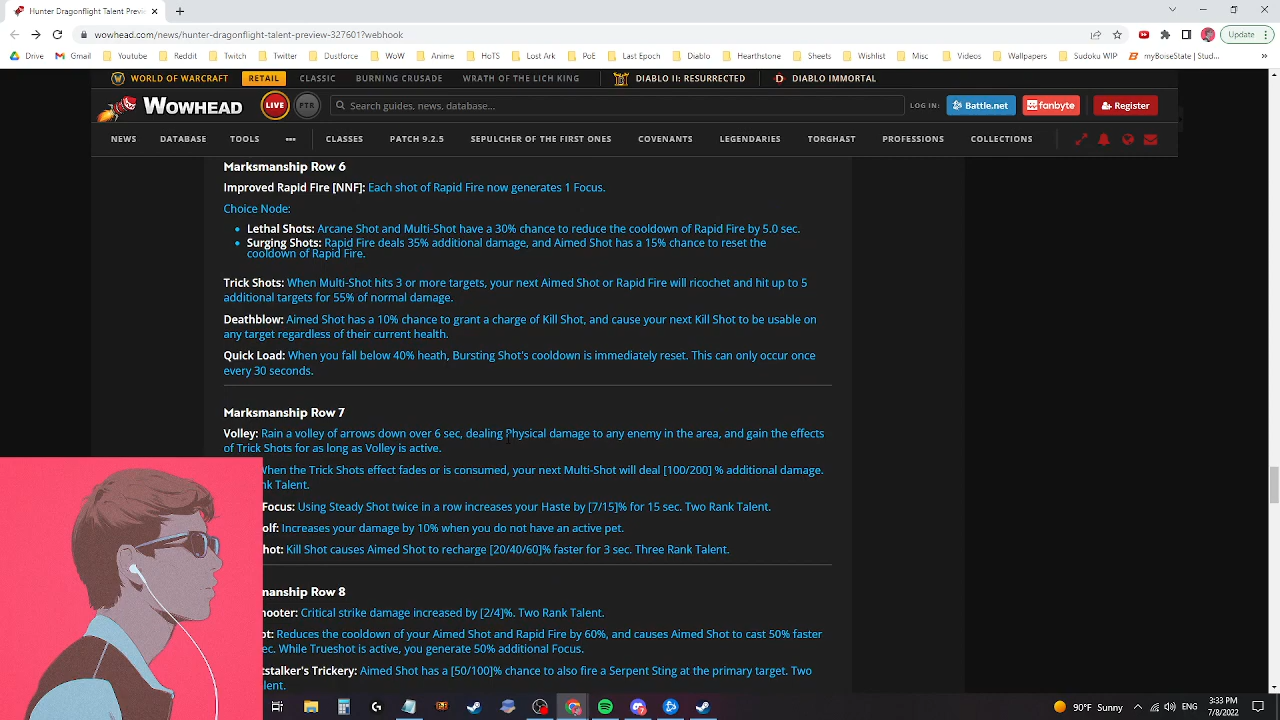 Hunter Dragonflight Talent Previ
wowhead.com/news/hunter-dragonflight-talent-preview-327601?webhook
Update
Drive Gmail Youtube Reddit Twitch Twitter Dustforce WoW Anime HoTS Lost Ark PoE Last Epoch Diablo Hearthstone Sheets Wishlist Misc Videos Wallpapers Sudoku WIP myBoiseState | Stud... »
WORLD OF WARCRAFT RETAIL CLASSIC BURNING CRUSADE WRATH OF THE LICH KING DIABLO II: RESURRECTED DIABLO IMMORTAL
WOWHEAD LIVE PTR Search guides, news, database... LOG IN: Battle.net fanbyte Register
NEWS DATABASE TOOLS ••• CLASSES PATCH 9.2.5 SEPULCHER OF THE FIRST ONES COVENANTS LEGENDARIES TORGHAST PROFESSIONS COLLECTIONS
Marksmanship Row 6
Improved Rapid Fire [NNF]: Each shot of Rapid Fire now generates 1 Focus.
Choice Node:
• Lethal Shots: Arcane Shot and Multi-Shot have a 30% chance to reduce the cooldown of Rapid Fire by 5.0 sec.
• Surging Shots: Rapid Fire deals 35% additional damage, and Aimed Shot has a 15% chance to reset the
cooldown of Rapid Fire.
Trick Shots: When Multi-Shot hits 3 or more targets, your next Aimed Shot or Rapid Fire will ricochet and hit up to 5
additional targets for 55% of normal damage.
Deathblow: Aimed Shot has a 10% chance to grant a charge of Kill Shot, and cause your next Kill Shot to be usable on
any target regardless of their current health.
Quick Load: When you fall below 40% heath, Bursting Shot's cooldown is immediately reset. This can only occur once
every 30 seconds.
Marksmanship Row 7
Volley: Rain a volley of arrows down over 6 sec, dealing Physical damage to any enemy in the area, and gain the effects
of Trick Shots for as long as Volley is active.
When the Trick Shots effect fades or is consumed, your next Multi-Shot will deal [100/200] % additional damage.
nk Talent.
Focus: Using Steady Shot twice in a row increases your Haste by [7/15]% for 15 sec. Two Rank Talent.
olf: Increases your damage by 10% when you do not have an active pet.
hot: Kill Shot causes Aimed Shot to recharge [20/40/60]% faster for 3 sec. Three Rank Talent.
manship Row 8
hooter: Critical strike damage increased by [2/4]%. Two Rank Talent.
ot: Reduces the cooldown of your Aimed Shot and Rapid Fire by 60%, and causes Aimed Shot to cast 50% faster
ec. While Trueshot is active, you generate 50% additional Focus.
tstalker's Trickery: Aimed Shot has a [50/100]% chance to also fire a Serpent Sting at the primary target. Two
lent.
90°F Sunny
3:33 PM
7/8/2022